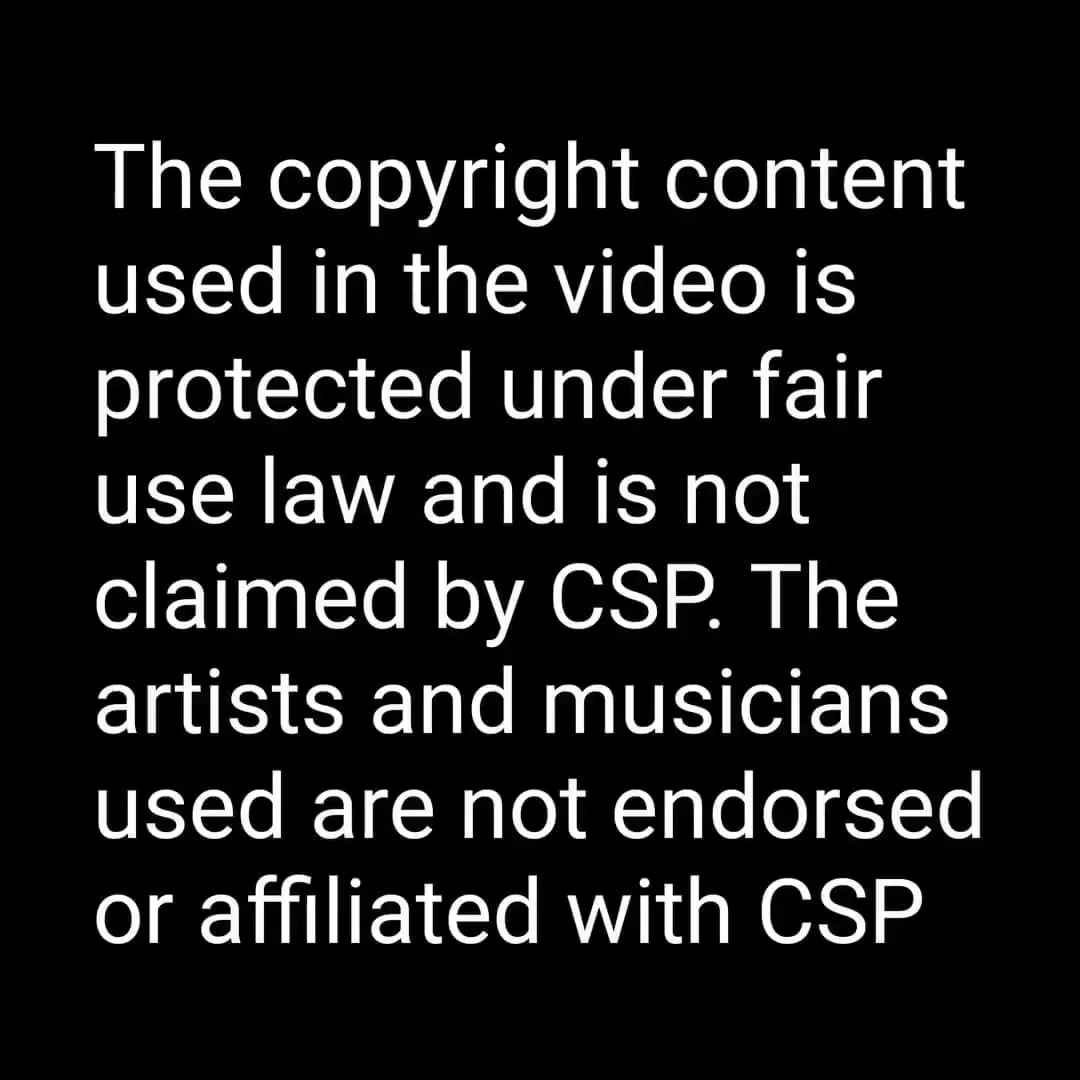 The copyright content
used in the video is
protected under fair
use law and is not
claimed by CSP. The
artists and musicians
used are not endorsed
or affiliated with CSP